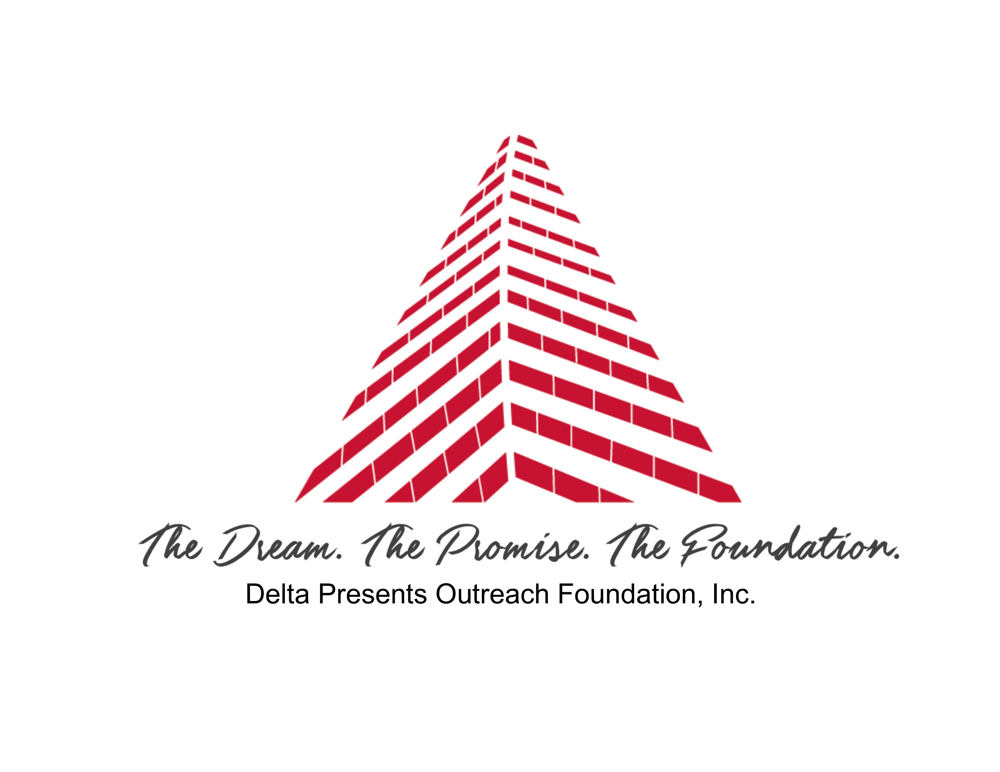 The Dream. The Promise. The Foundation.
Delta Presents Outreach Foundation, Inc.